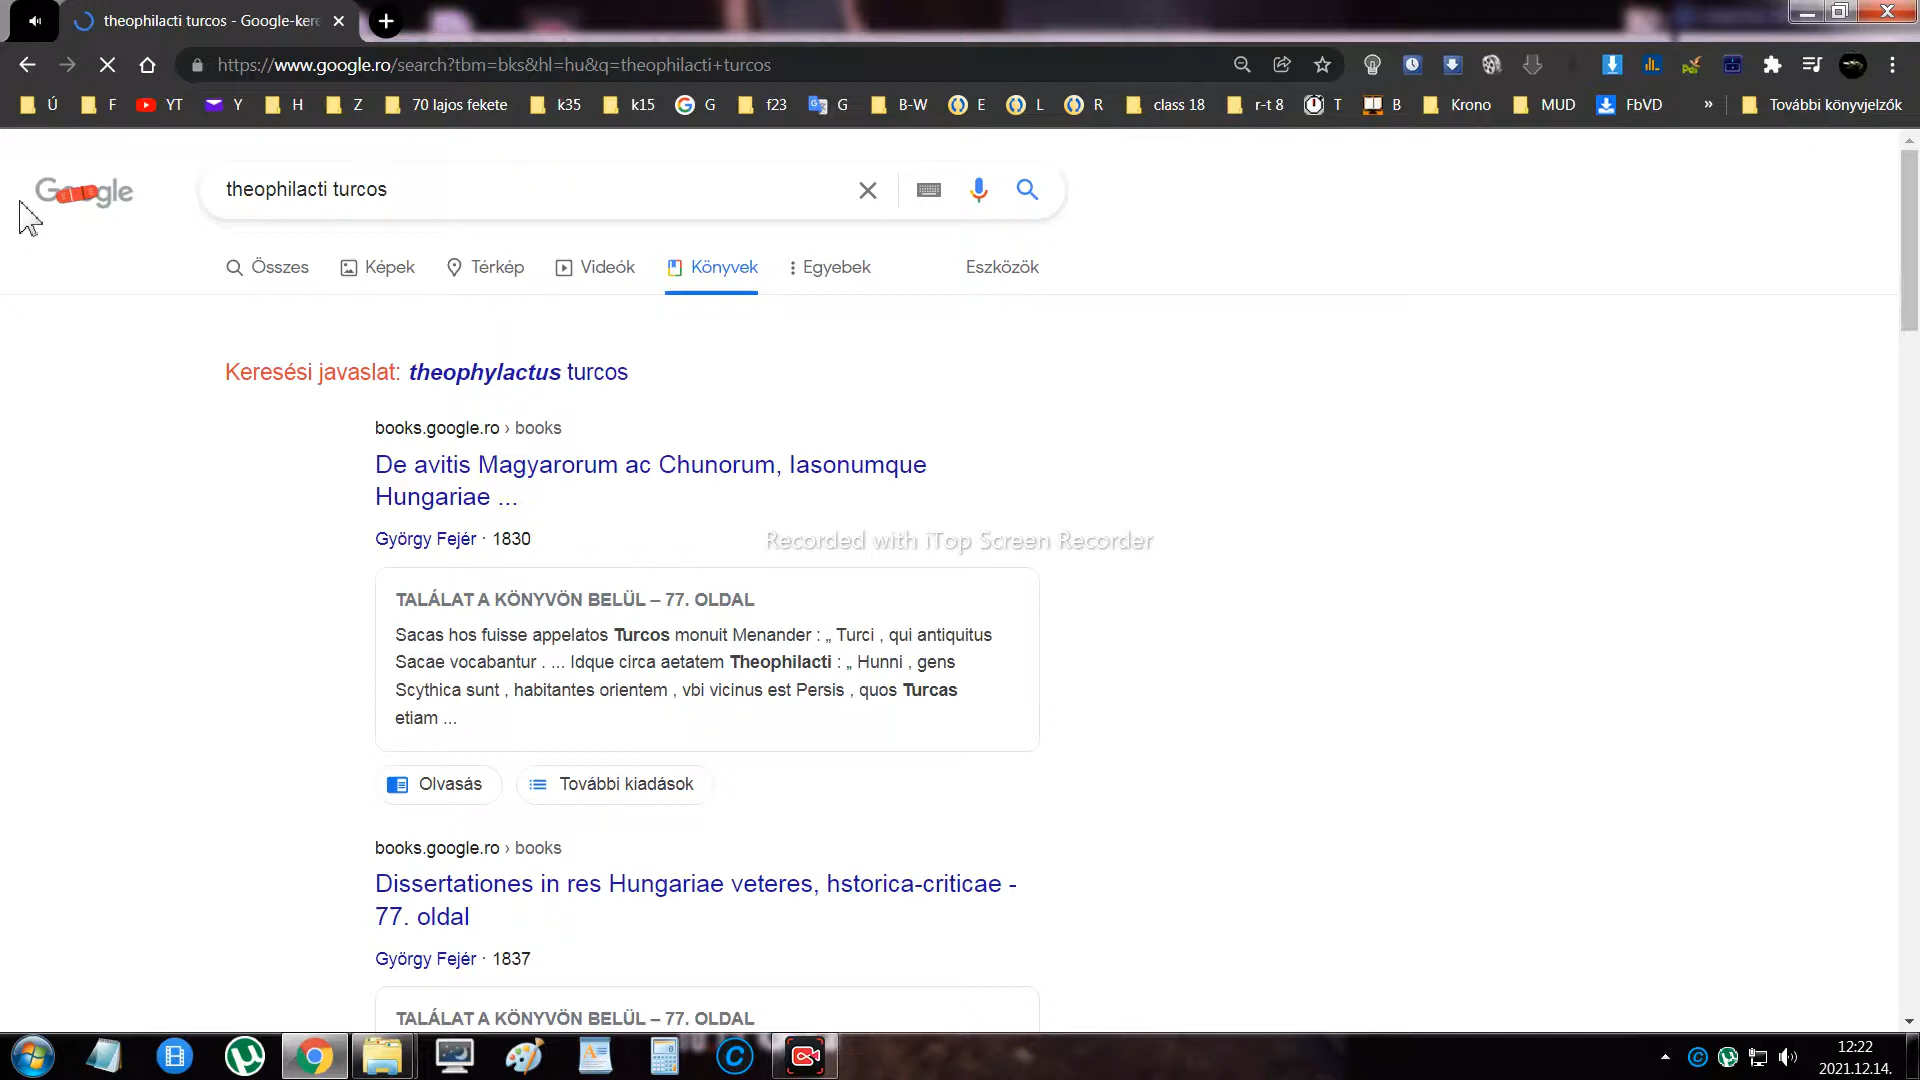 theophilacti turcos - Google-kere
https://www.google.ro/search?tbm=bks&hl=hu&q=theophilacti+turcos
Ú F YT Y H Z 70 lajos fekete k35 k15 G f23 G B-W E L R class 18 r-t 8 T B Krono MUD FbVD » További könyvjelzők
Google
theophilacti turcos
Összes Képek Térkép Videók Könyvek Egyebek Eszközök
Keresési javaslat: theophylactus turcos
books.google.ro › books
De avitis Magyarorum ac Chunorum, Iasonumque
Hungariae ...
György Fejér · 1830
Recorded with iTop Screen Recorder
TALÁLAT A KÖNYVÖN BELÜL – 77. OLDAL
Sacas hos fuisse appelatos Turcos monuit Menander : „ Turci , qui antiquitus
Sacae vocabantur . ... Idque circa aetatem Theophilacti : „ Hunni , gens
Scythica sunt , habitantes orientem , vbi vicinus est Persis , quos Turcas
etiam ...
Olvasás További kiadások
books.google.ro › books
Dissertationes in res Hungariae veteres, hstorica-criticae -
77. oldal
György Fejér · 1837
TALÁLAT A KÖNYVÖN BELÜL – 77. OLDAL
12:22
2021.12.14.